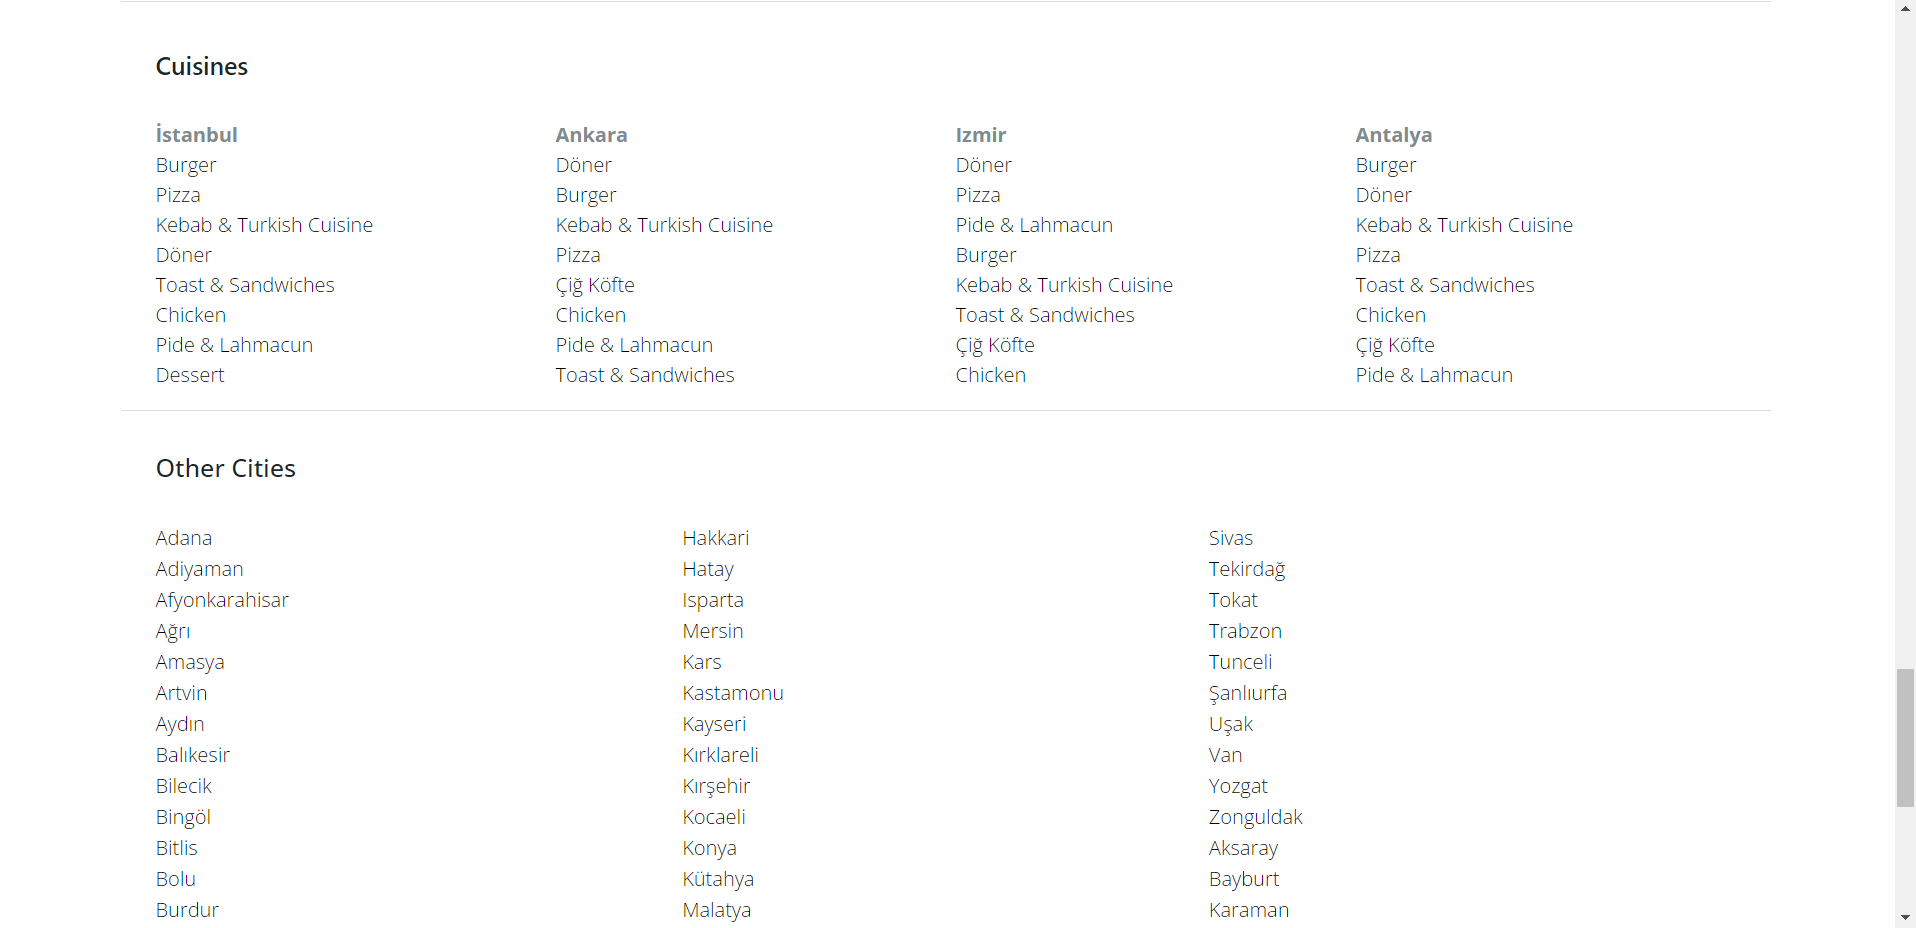 Cuisines
İstanbul
Burger
Pizza
Kebab & Turkish Cuisine
Döner
Toast & Sandwiches
Chicken
Pide & Lahmacun
Dessert
Ankara
Döner
Burger
Kebab & Turkish Cuisine
Pizza
Çiğ Köfte
Chicken
Pide & Lahmacun
Toast & Sandwiches
Izmir
Döner
Pizza
Pide & Lahmacun
Burger
Kebab & Turkish Cuisine
Toast & Sandwiches
Çiğ Köfte
Chicken
Antalya
Burger
Döner
Kebab & Turkish Cuisine
Pizza
Toast & Sandwiches
Chicken
Çiğ Köfte
Pide & Lahmacun
Other Cities
Adana
Adiyaman
Afyonkarahisar
Ağrı
Amasya
Artvin
Aydın
Balıkesir
Bilecik
Bingöl
Bitlis
Bolu
Burdur
Hakkari
Hatay
Isparta
Mersin
Kars
Kastamonu
Kayseri
Kırklareli
Kırşehir
Kocaeli
Konya
Kütahya
Malatya
Sivas
Tekirdağ
Tokat
Trabzon
Tunceli
Şanlıurfa
Uşak
Van
Yozgat
Zonguldak
Aksaray
Bayburt
Karaman